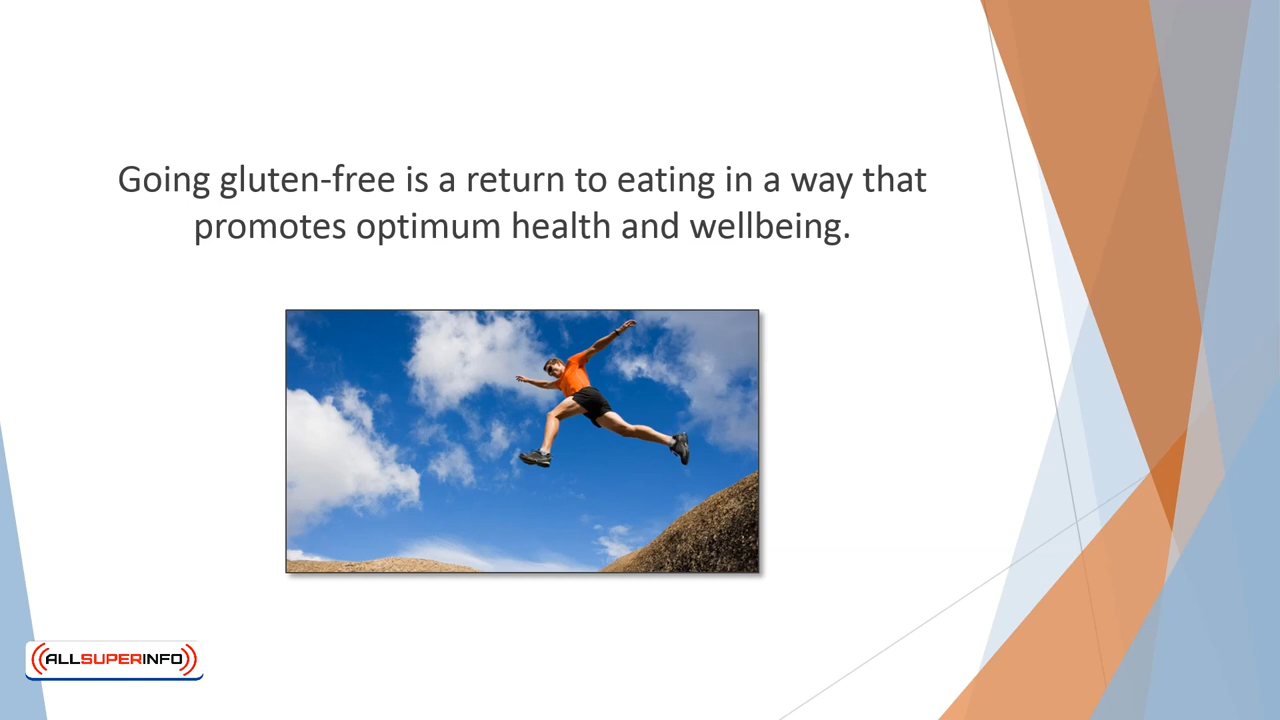 Going gluten-free is a return to eating in a way that
promotes optimum health and wellbeing.
ALLSUPERINFO